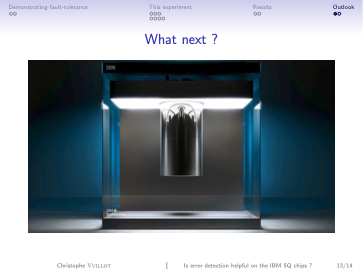 Demonstrating fault-tolerance
This experiment
Results
Outlook
What next ?
IBM
Christophe VUILLOT
Is error detection helpful on the IBM 5Q chips ?
13/14